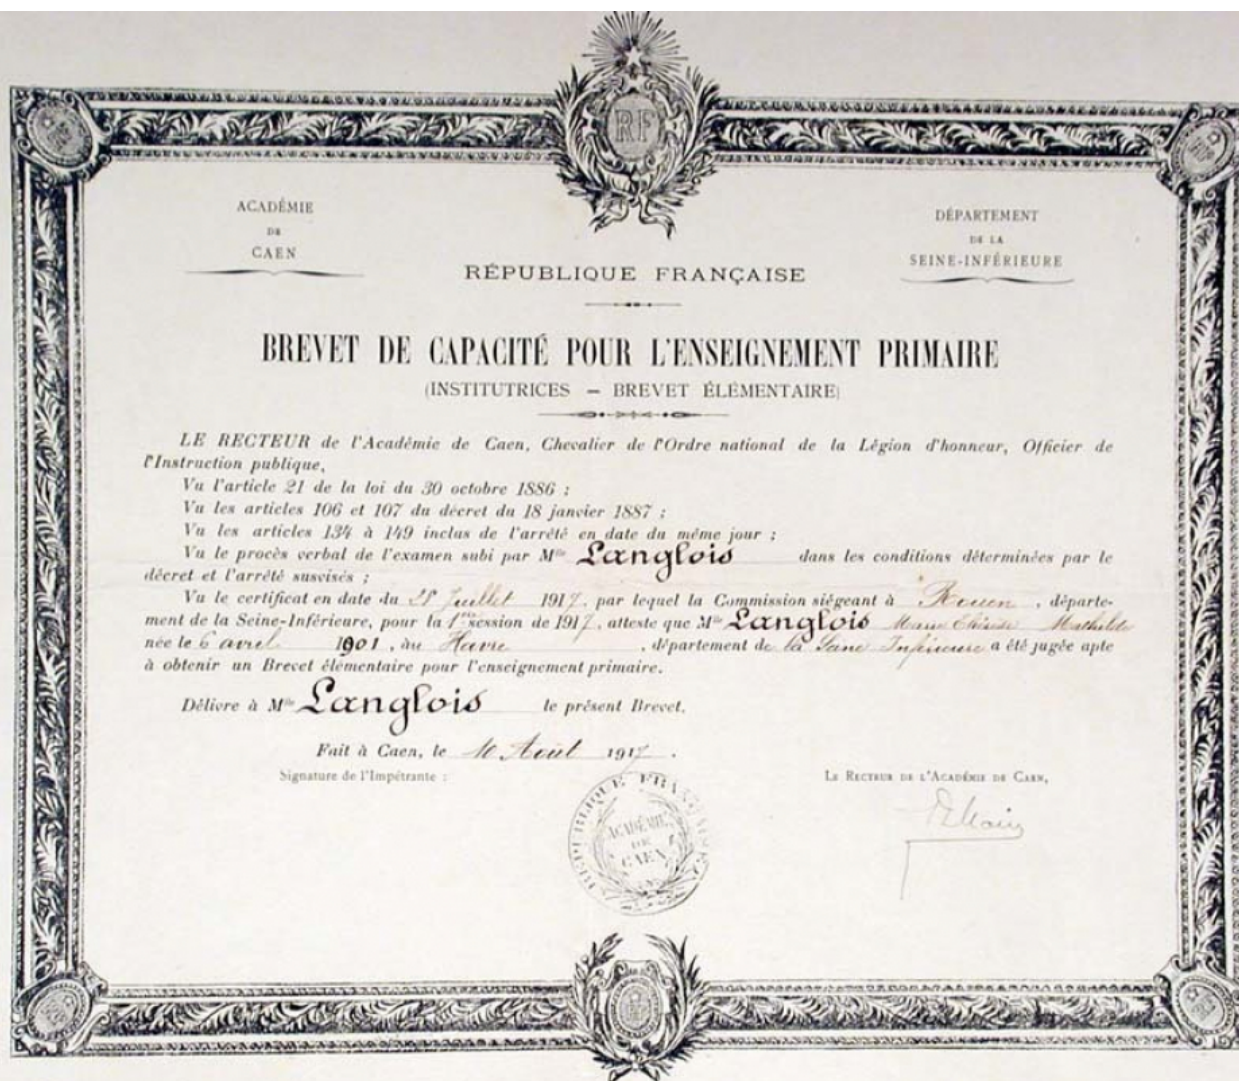 RF
ACADÉMIE
DE
CAEN
DÉPARTEMENT
DE LA
SEINE-INFÉRIEURE
RÉPUBLIQUE FRANÇAISE
BREVET DE CAPACITÉ POUR L'ENSEIGNEMENT PRIMAIRE
(INSTITUTRICES – BREVET ÉLÉMENTAIRE)
LE RECTEUR de l'Académie de Caen, Chevalier de l'Ordre national de la Légion d'honneur, Officier de
l'Instruction publique,
Vu l'article 21 de la loi du 30 octobre 1886 ;
Vu les articles 106 et 107 du décret du 18 janvier 1887 ;
Vu les articles 134 à 149 inclus de l'arrêté en date du même jour ;
Vu le procès verbal de l'examen subi par Mlle Langlois dans les conditions déterminées par le
décret et l'arrêté susvisés ;
Vu le certificat en date du 28 Juillet 1917, par lequel la Commission siégeant à Rouen, départe-
ment de la Seine-Inférieure, pour la 1re session de 1917, atteste que Mlle Langlois Marie Thérèse Mathilde
née le 6 avril 1901, au Havre, département de la Seine Inférieure a été jugée apte
à obtenir un Brevet élémentaire pour l'enseignement primaire.
Délivre à Mlle Langlois le présent Brevet.
Fait à Caen, le 10 Août 1917.
Signature de l'Impétrante :
LE RECTEUR DE L'ACADÉMIE DE CAEN,
RÉPUBLIQUE FRANÇAISE
ACADÉMIE
DE
CAEN